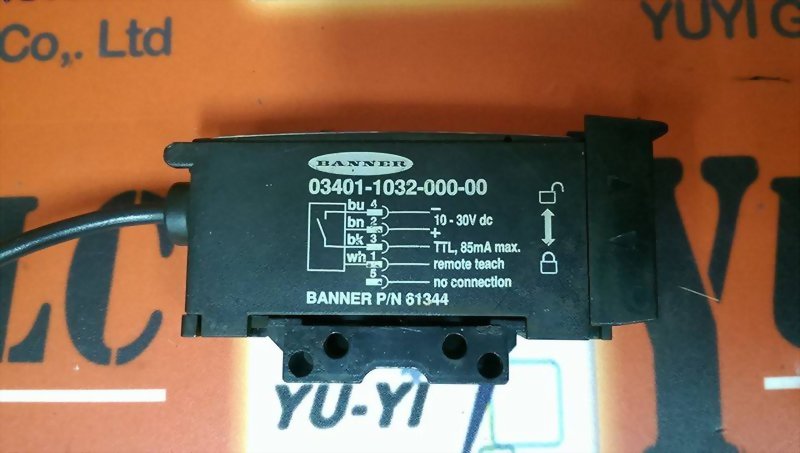 Co,. Ltd
YUYI G
BANNER
03401-1032-000-00
bu 4 −
bn 2 10 - 30V dc
+
bk 3 TTL, 85mA max.
wh 1 remote teach
5 no connection
BANNER P/N 61344
LC
Y
YU-YI